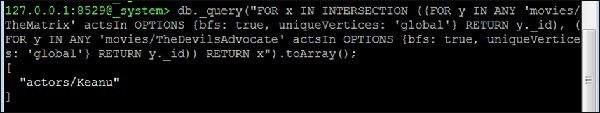 127.0.0.1:8529@_system> db._query("FOR x IN INTERSECTION ((FOR y IN ANY 'movies/
TheMatrix' actsIn OPTIONS {bfs: true, uniqueVertices: 'global'} RETURN y._id), (
FOR y IN ANY 'movies/TheDevilsAdvocate' actsIn OPTIONS {bfs: true, uniqueVertice
s: 'global'} RETURN y._id)) RETURN x").toArray();
[
"actors/Keanu"
]